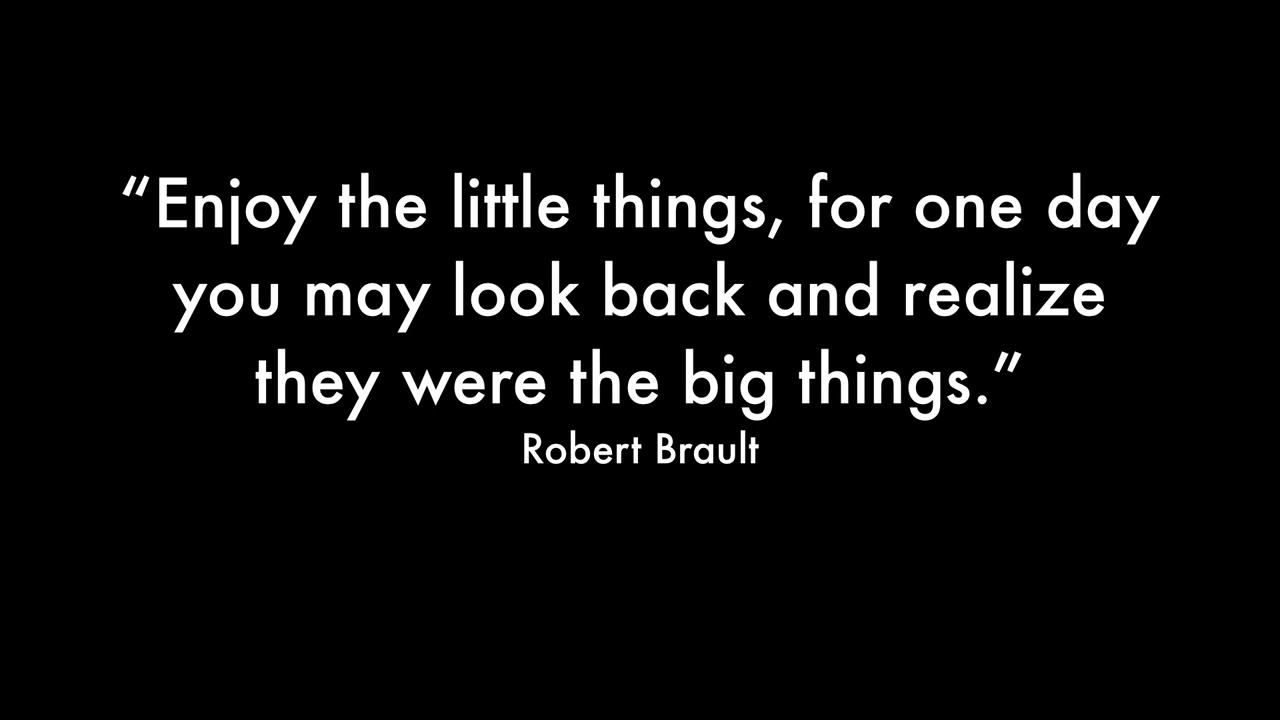 “Enjoy the little things, for one day
you may look back and realize
they were the big things.”
Robert Brault